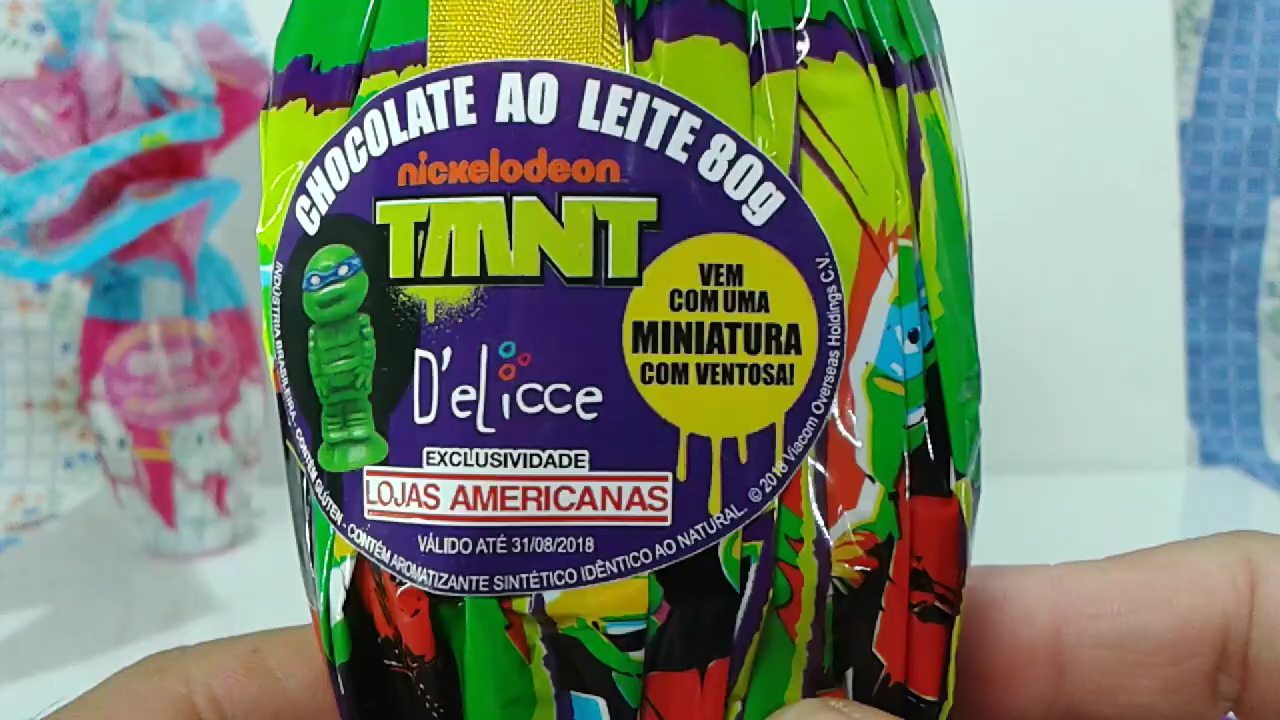 CHOCOLATE AO LEITE 80g
nickelodeon
TMNT
VEM
COM UMA
MINIATURA
COM VENTOSA!
D'elicce
EXCLUSIVIDADE
LOJAS AMERICANAS
VÁLIDO ATÉ 31/08/2018
INDÚSTRIA BRASILEIRA - CONTÉM GLÚTEN - CONTÉM AROMATIZANTE SINTÉTICO IDÊNTICO AO NATURAL.
© 2018 Viacom Overseas Holdings C.V.